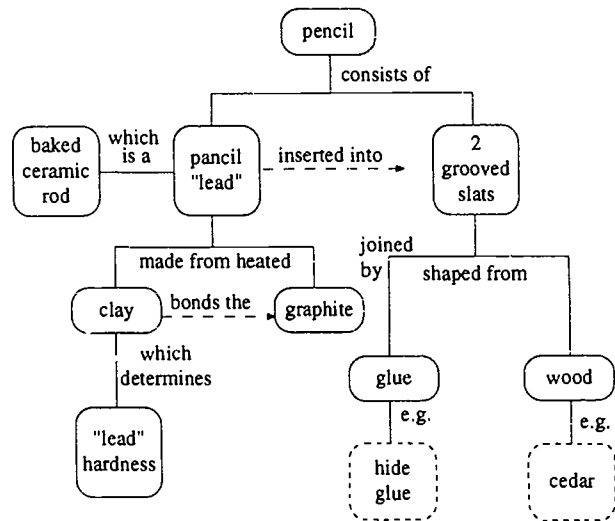 pencil
consists of
baked
ceramic
rod
which
is a
pancil
"lead"
inserted into
2
grooved
slats
made from heated
joined
by
shaped from
clay
bonds the
graphite
which
determines
glue
wood
e.g.
e.g.
"lead"
hardness
hide
glue
cedar